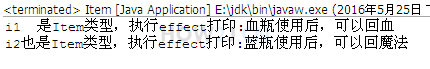 <terminated> Item [Java Application] E:\jdk\bin\javaw.exe (2016年5月25日 下
i1  是Item类型，执行effect打印:血瓶使用后，可以回血
i2也是Item类型，执行effect打印:蓝瓶使用后，可以回魔法